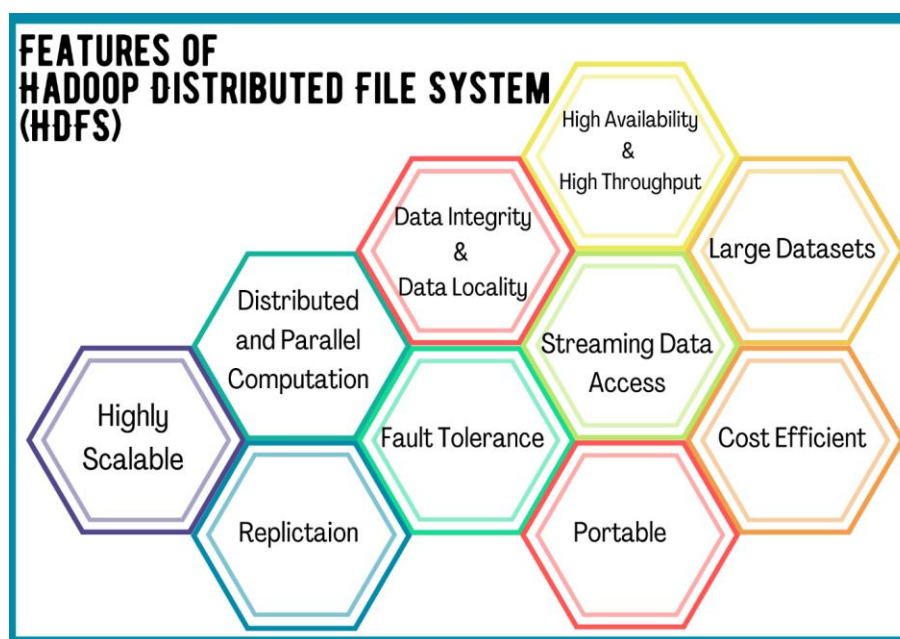 FEATURES OF
HADOOP DISTRIBUTED FILE SYSTEM
(HDFS)
High Availability
&
High Throughput
Data Integrity
&
Data Locality
Large Datasets
Distributed
and Parallel
Computation
Streaming Data
Access
Highly
Scalable
Fault Tolerance
Cost Efficient
Replictaion
Portable